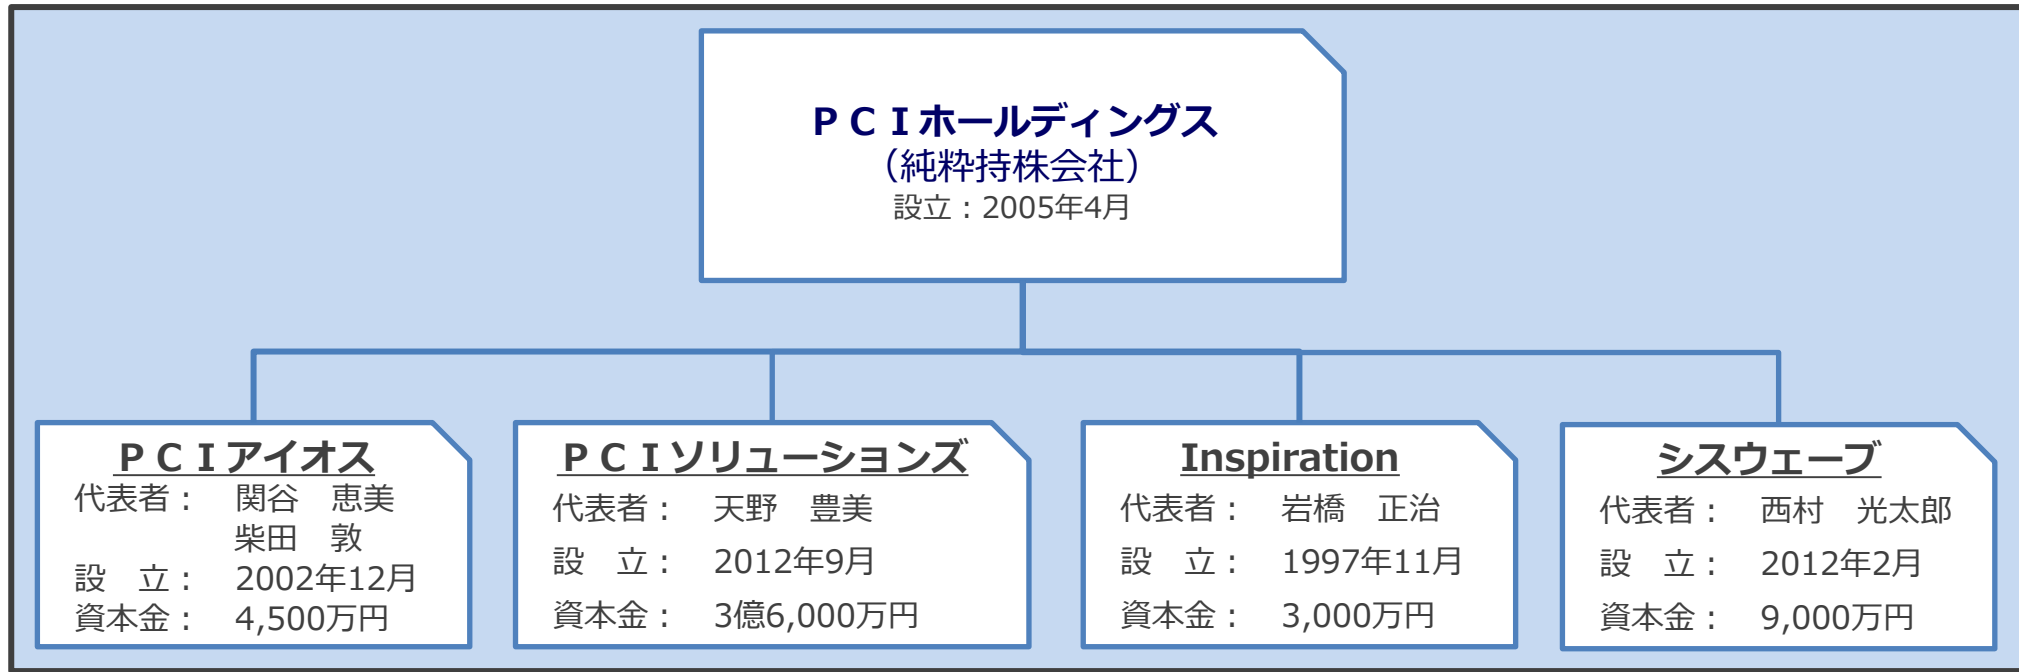 ＰＣＩホールディングス
（純粋持株会社）
設立：2005年4月
ＰＣＩアイオス
代表者：　関谷　恵美
柴田　敦
設　立：　2002年12月
資本金：　4,500万円
ＰＣＩソリューションズ
代表者：　天野　豊美
設　立：　2012年9月
資本金：　3億6,000万円
Inspiration
代表者：　岩橋　正治
設　立：　1997年11月
資本金：　3,000万円
シスウェーブ
代表者：　西村　光太郎
設　立：　2012年2月
資本金：　9,000万円